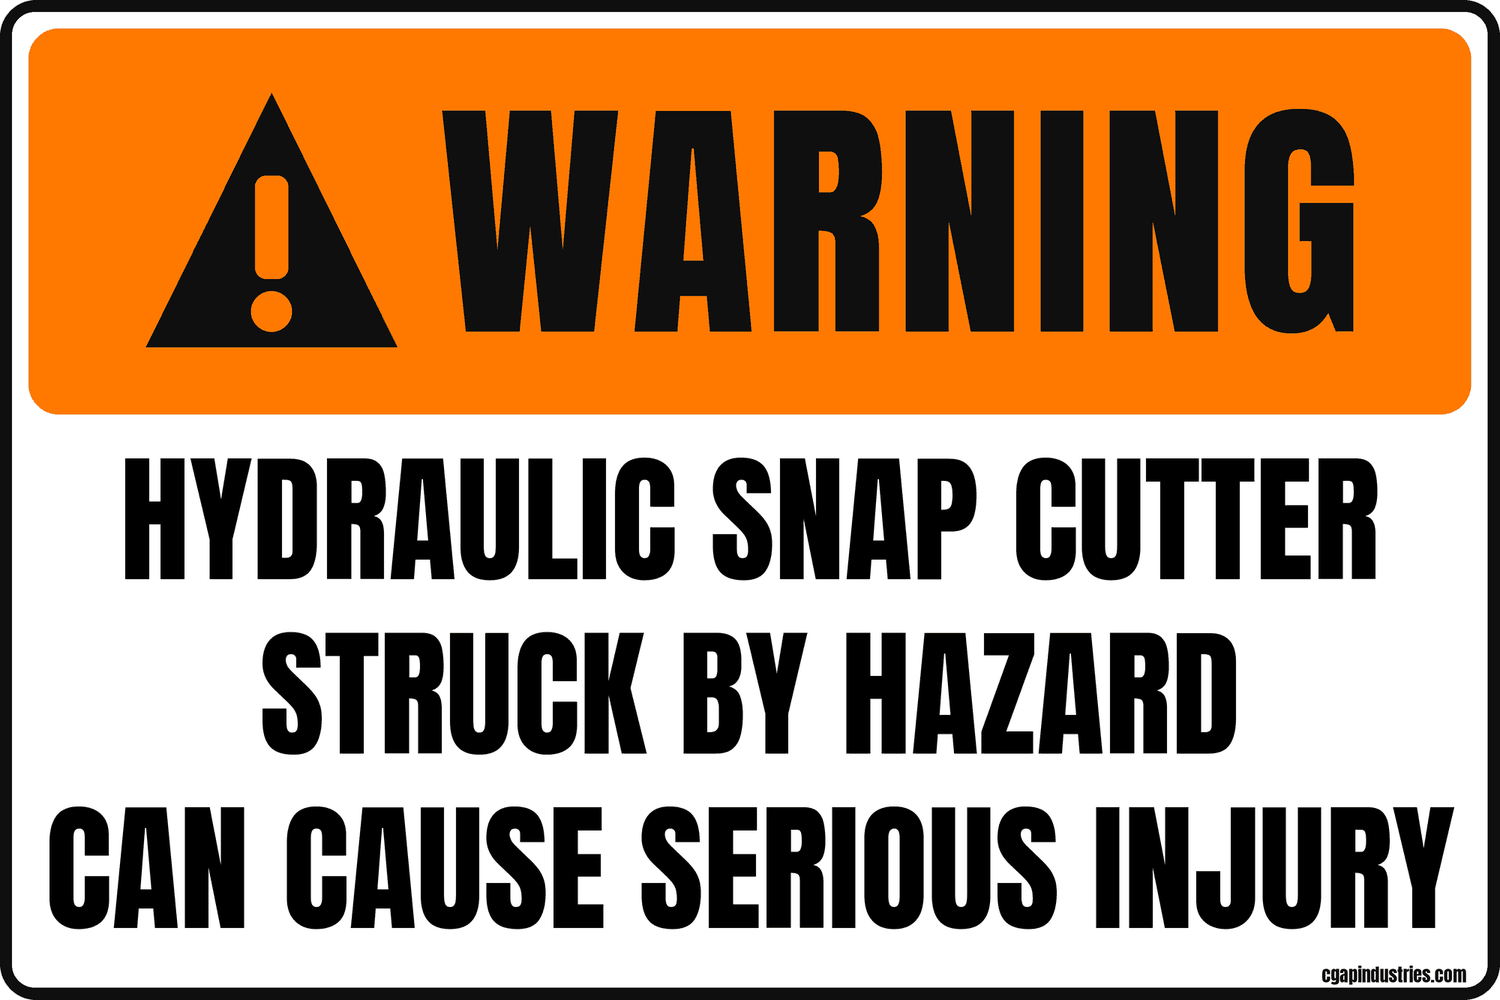 WARNING
HYDRAULIC SNAP CUTTER
STRUCK BY HAZARD
CAN CAUSE SERIOUS INJURY
cgapindustries.com